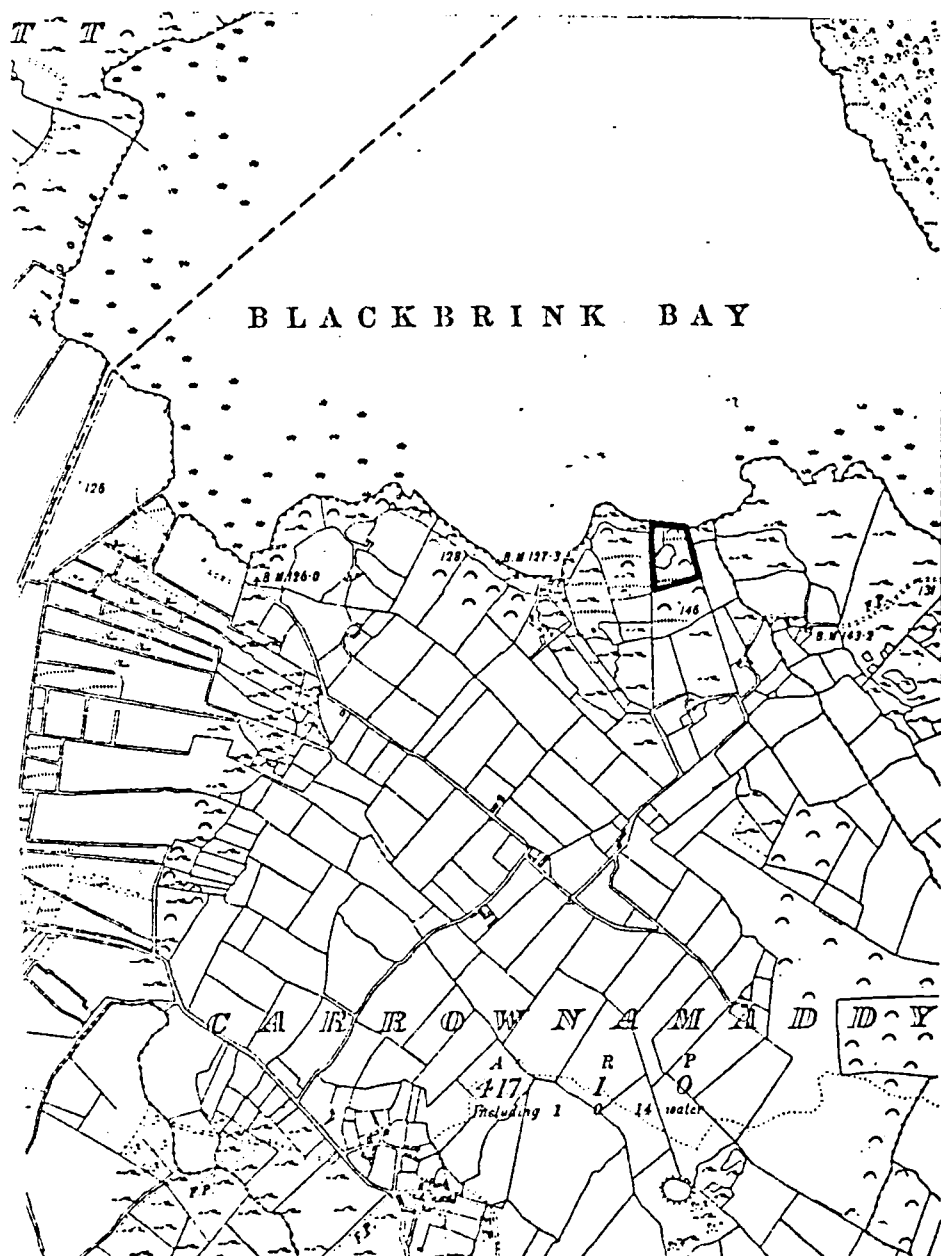 T T
BLACKBRINK BAY
126
B.M.126·0
128
B.M.127·3
146
B.M.143·2
F.P.
131
CARROWNAMADDY
A R P
417 1 0
Including 1 0 14 water
F.P.
F.P.